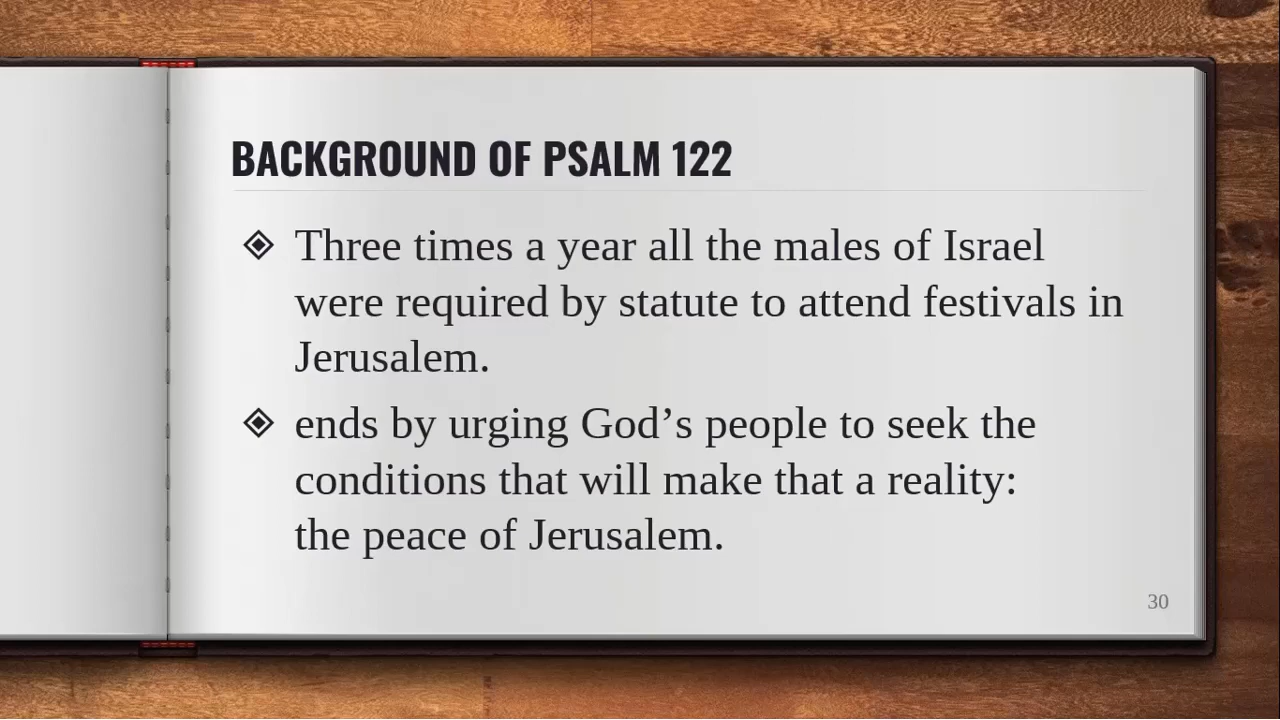 BACKGROUND OF PSALM 122
Three times a year all the males of Israel
were required by statute to attend festivals in
Jerusalem.
ends by urging God’s people to seek the
conditions that will make that a reality:
the peace of Jerusalem.
30